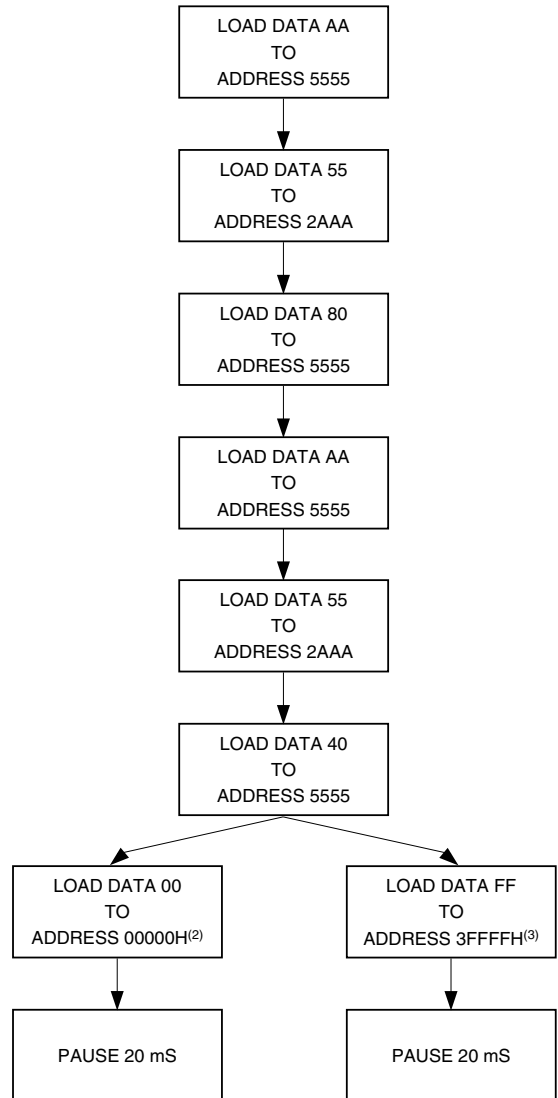 LOAD DATA AA
TO
ADDRESS 5555
LOAD DATA 55
TO
ADDRESS 2AAA
LOAD DATA 80
TO
ADDRESS 5555
LOAD DATA AA
TO
ADDRESS 5555
LOAD DATA 55
TO
ADDRESS 2AAA
LOAD DATA 40
TO
ADDRESS 5555
LOAD DATA 00
TO
ADDRESS 00000H(2)
LOAD DATA FF
TO
ADDRESS 3FFFFH(3)
PAUSE 20 mS
PAUSE 20 mS